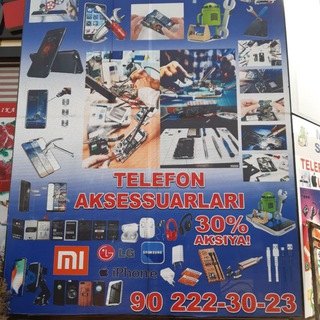 TELEFON
AKSESSUARLARI
30%
AKSIYA!
mi
LG
SAMSUNG
iPhone
90 222-30-23